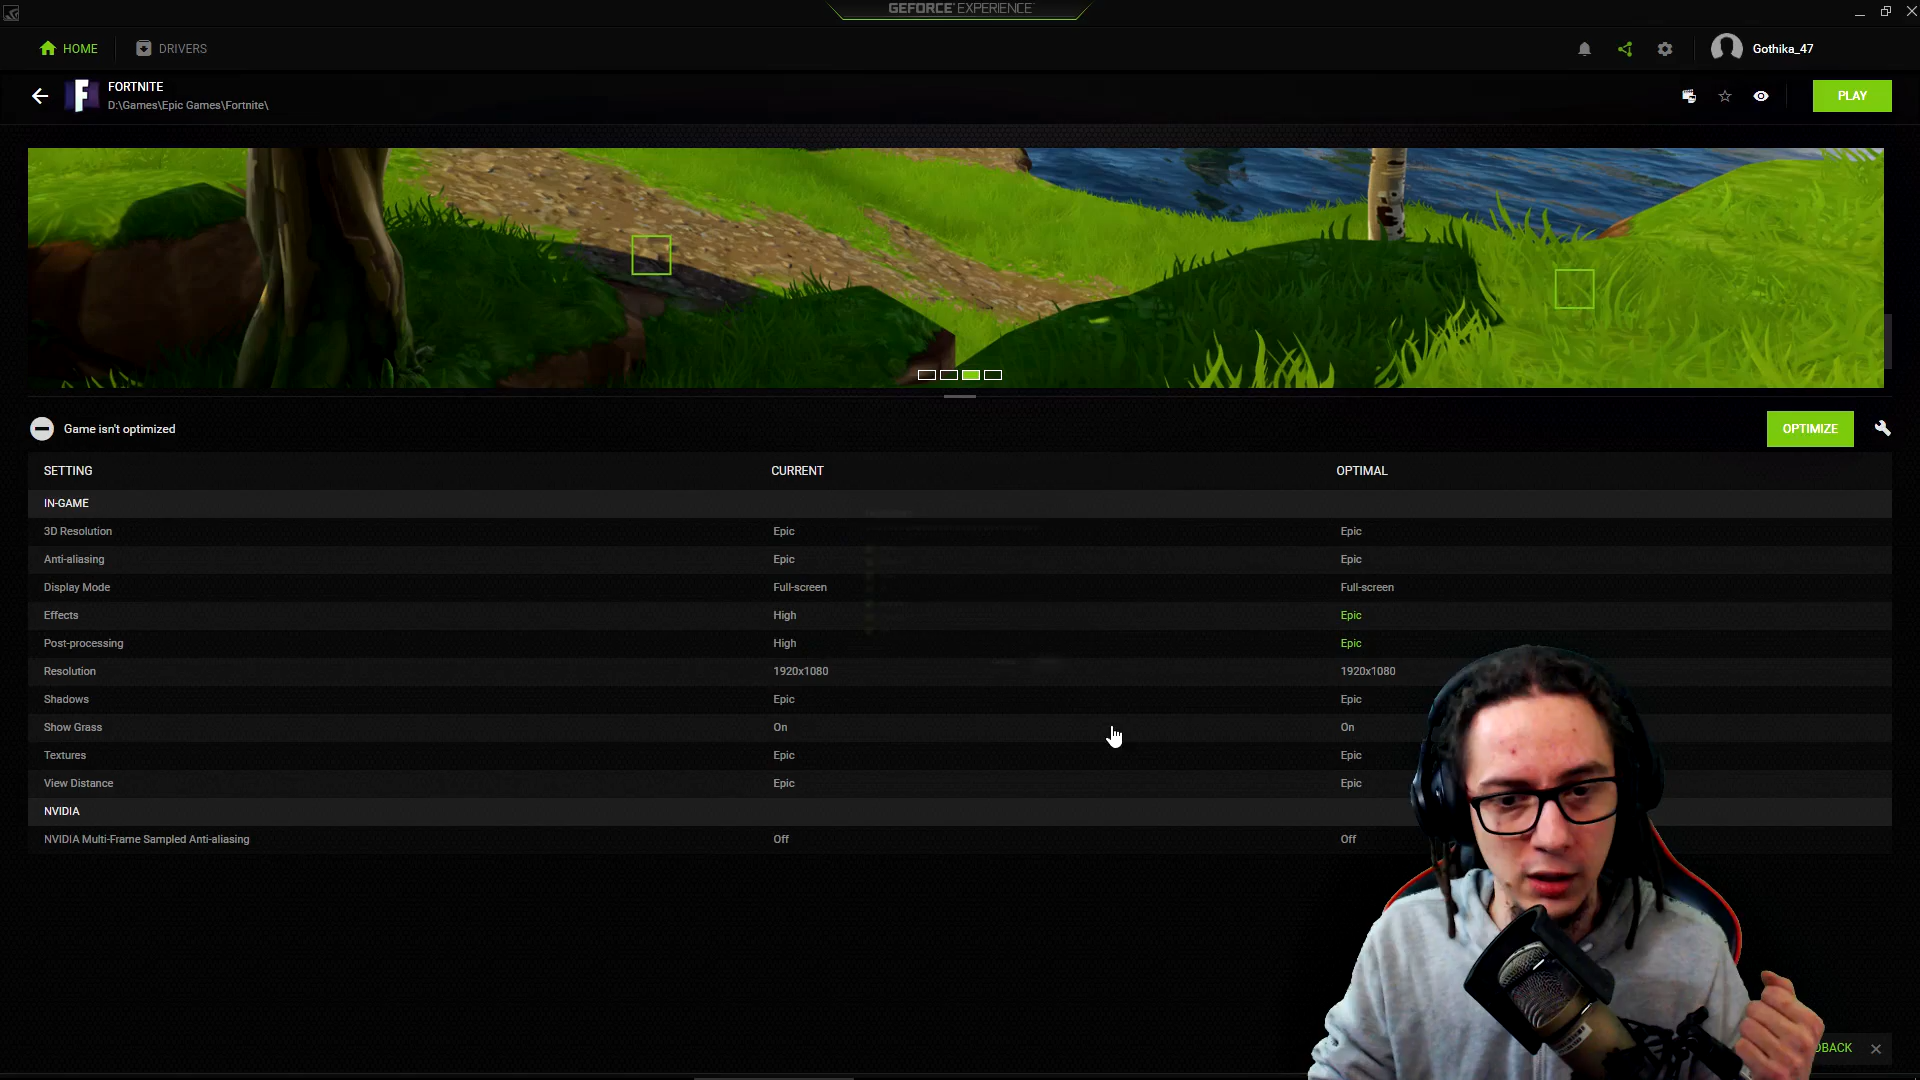 GEFORCE® EXPERIENCE™
HOME
DRIVERS
Gothika_47
FORTNITE
D:\Games\Epic Games\Fortnite\
PLAY
Game isn't optimized
OPTIMIZE
SETTING CURRENT OPTIMAL
IN-GAME
3D Resolution Epic Epic
Anti-aliasing Epic Epic
Display Mode Full-screen Full-screen
Effects High Epic
Post-processing High Epic
Resolution 1920x1080 1920x1080
Shadows Epic Epic
Show Grass On On
Textures Epic Epic
View Distance Epic Epic
NVIDIA
NVIDIA Multi-Frame Sampled Anti-aliasing Off Off